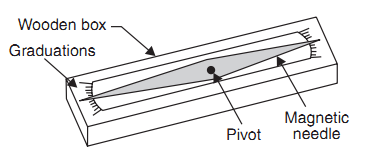 Wooden box
Graduations
Pivot
Magnetic
needle